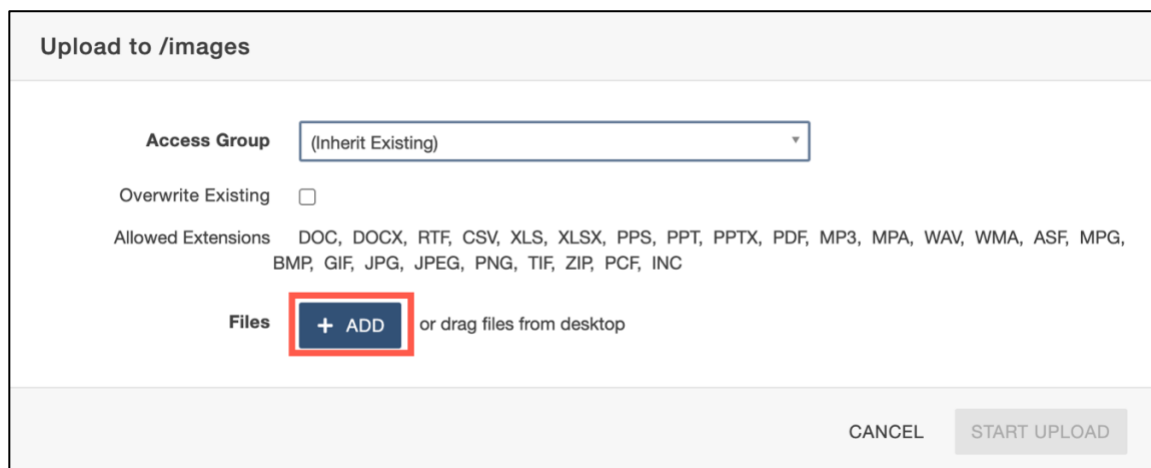 Upload to /images
Access Group (Inherit Existing)
Overwrite Existing
Allowed Extensions DOC, DOCX, RTF, CSV, XLS, XLSX, PPS, PPT, PPTX, PDF, MP3, MPA, WAV, WMA, ASF, MPG,
BMP, GIF, JPG, JPEG, PNG, TIF, ZIP, PCF, INC
Files + ADD or drag files from desktop
CANCEL START UPLOAD